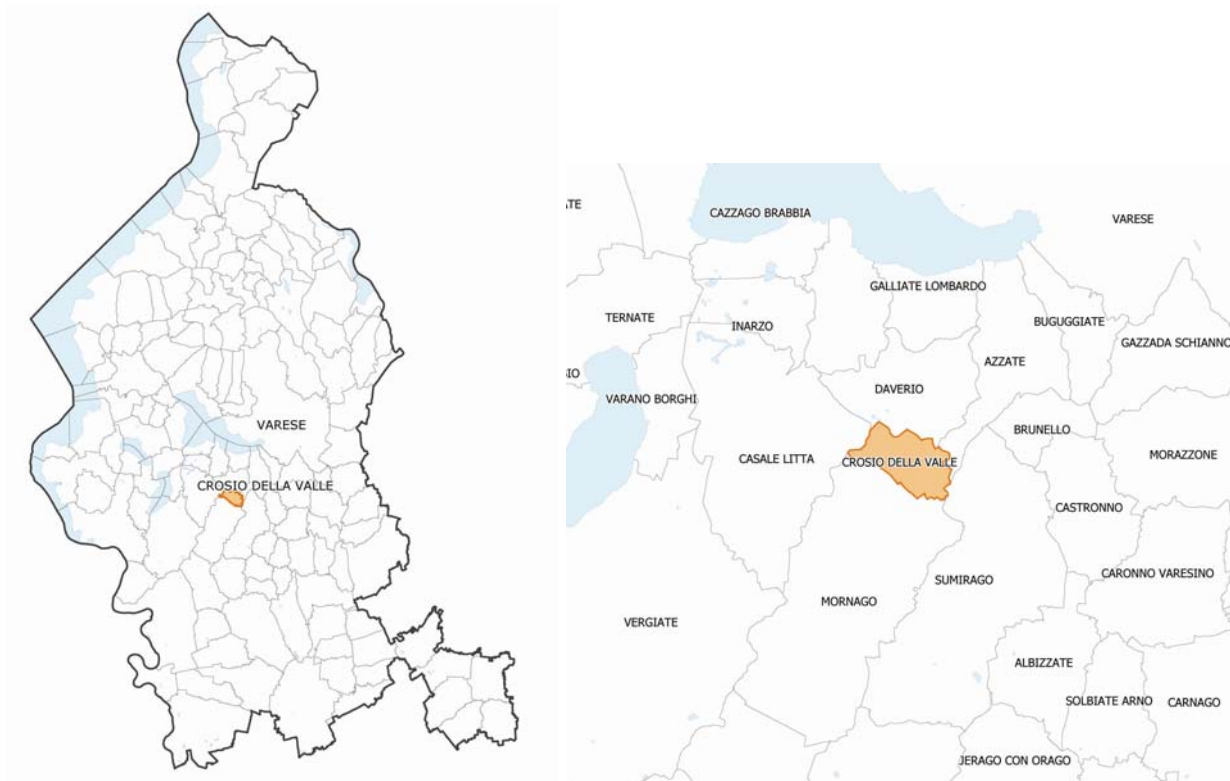 VARESE
CROSIO DELLA VALLE
ATE
CAZZAGO BRABBIA
VARESE
GALLIATE LOMBARDO
TERNATE
INARZO
BUGUGGIATE
GAZZADA SCHIANNO
AZZATE
IO
DAVERIO
VARANO BORGHI
BRUNELLO
CASALE LITTA
CROSIO DELLA VALLE
MORAZZONE
CASTRONNO
CARONNO VARESINO
SUMIRAGO
MORNAGO
VERGIATE
ALBIZZATE
SOLBIATE ARNO
CARNAGO
JERAGO CON ORAGO